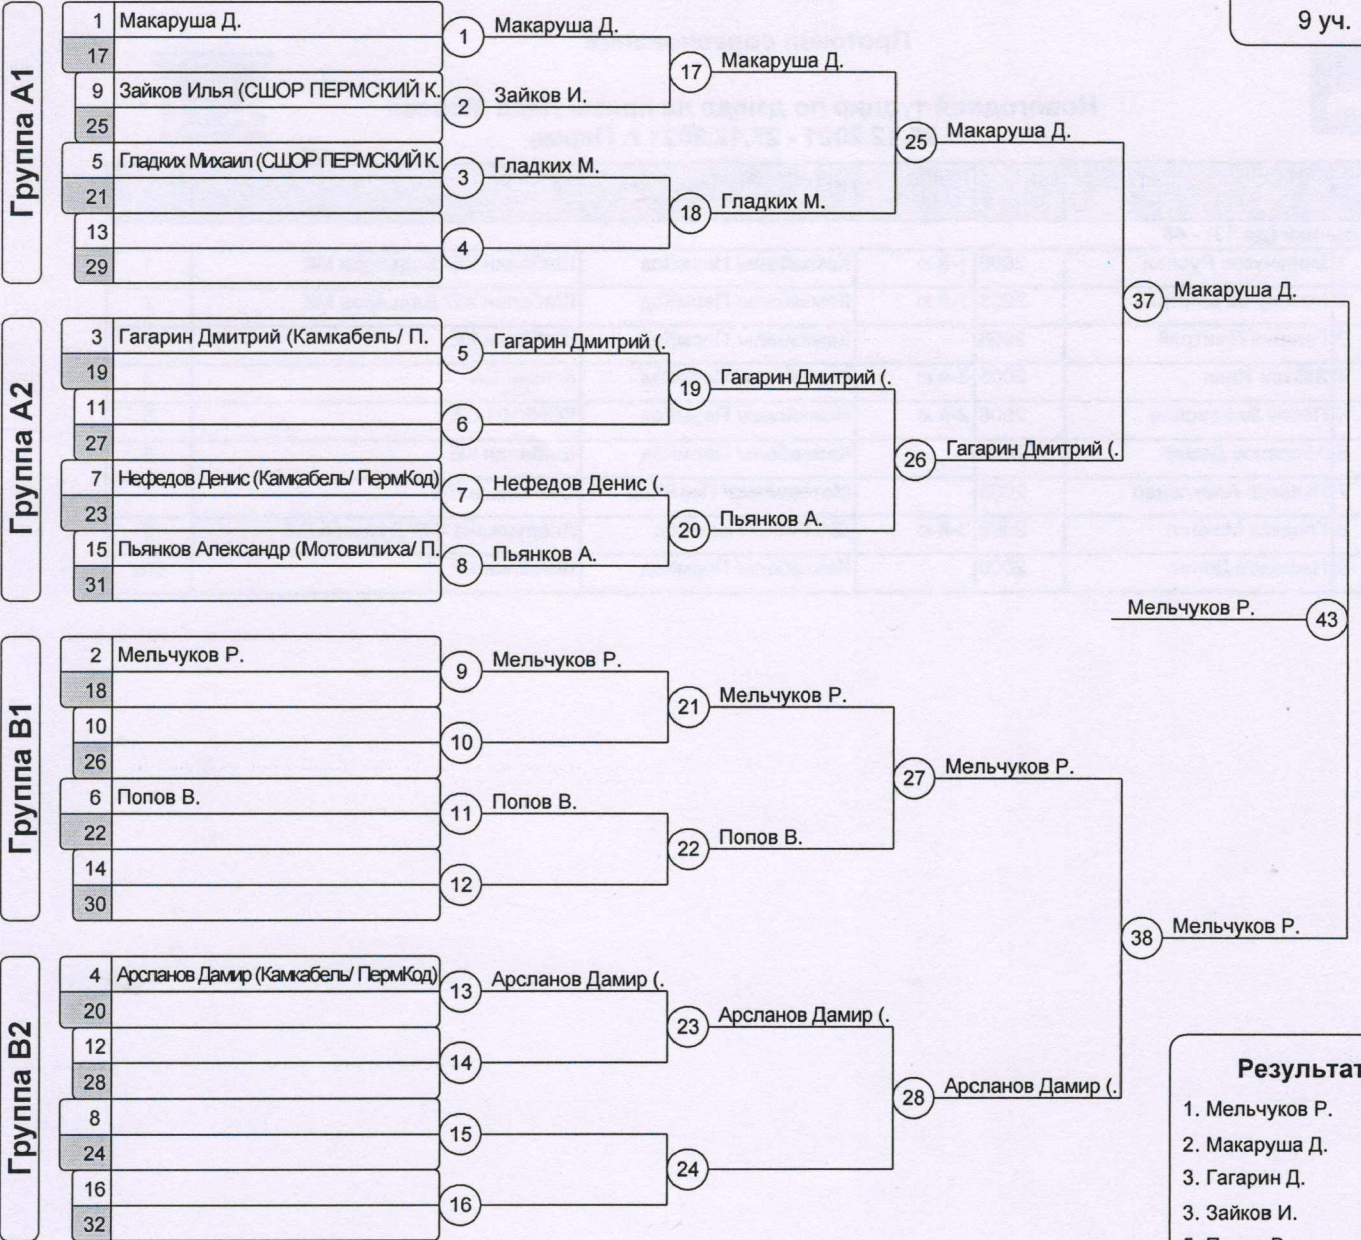 9 уч.
Группа A1
1 Макаруша Д.
17
9 Зайков Илья (СШОР ПЕРМСКИЙ К.
25
5 Гладких Михаил (СШОР ПЕРМСКИЙ К.
21
13
29
1 Макаруша Д.
2 Зайков И.
3 Гладких М.
4
17 Макаруша Д.
18 Гладких М.
25 Макаруша Д.
Группа A2
3 Гагарин Дмитрий (Камкабель/ П.
19
11
27
7 Нефедов Денис (Камкабель/ ПермКод)
23
15 Пьянков Александр (Мотовилиха/ П.
31
5 Гагарин Дмитрий (.
6
7 Нефедов Денис (.
8 Пьянков А.
19 Гагарин Дмитрий (.
20 Пьянков А.
26 Гагарин Дмитрий (.
37 Макаруша Д.
Мельчуков Р. 43
Группа B1
2 Мельчуков Р.
18
10
26
6 Попов В.
22
14
30
9 Мельчуков Р.
10
11 Попов В.
12
21 Мельчуков Р.
22 Попов В.
27 Мельчуков Р.
38 Мельчуков Р.
Группа B2
4 Арсланов Дамир (Камкабель/ ПермКод)
20
12
28
8
24
16
32
13 Арсланов Дамир (.
14
15
16
23 Арсланов Дамир (.
24
28 Арсланов Дамир (.
Результат
1. Мельчуков Р.
2. Макаруша Д.
3. Гагарин Д.
3. Зайков И.